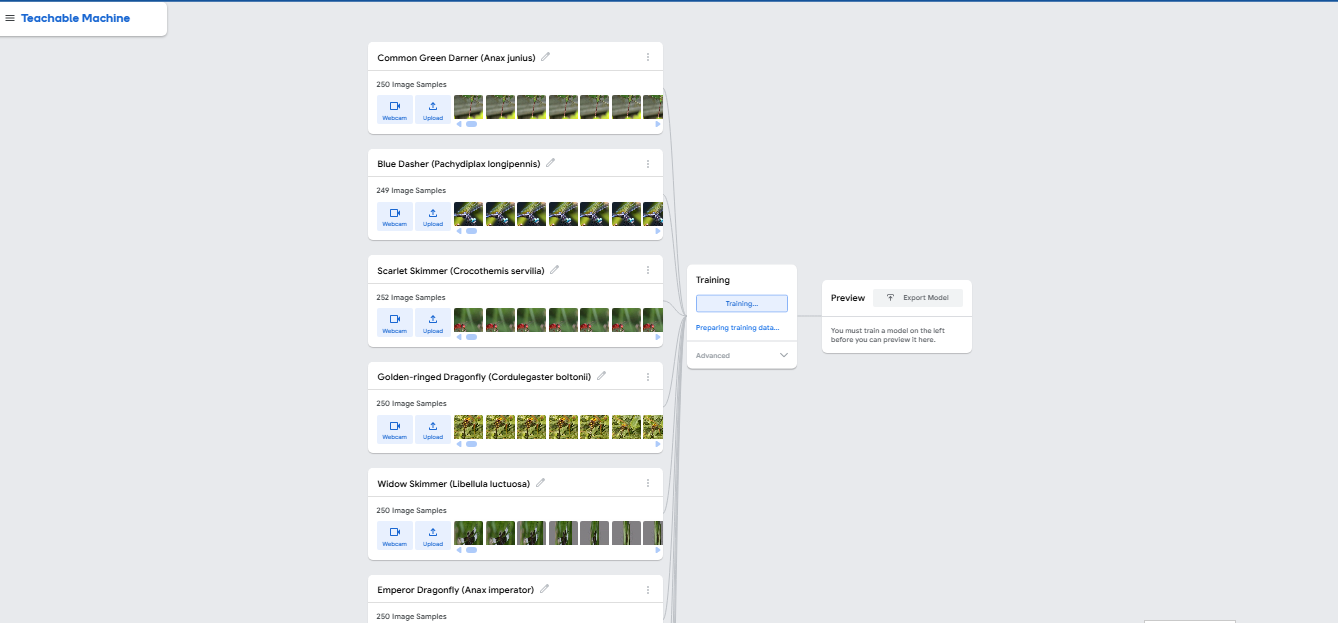 Teachable Machine
Common Green Darner (Anax junius)
250 Image Samples
Webcam
Upload
Blue Dasher (Pachydiplax longipennis)
249 Image Samples
Webcam
Upload
Scarlet Skimmer (Crocothemis servilia)
252 Image Samples
Webcam
Upload
Golden-ringed Dragonfly (Cordulegaster boltonii)
250 Image Samples
Webcam
Upload
Widow Skimmer (Libellula luctuosa)
250 Image Samples
Webcam
Upload
Emperor Dragonfly (Anax imperator)
250 Image Samples
Training
Training...
Preparing training data...
Advanced
Preview
Export Model
You must train a model on the left
before you can preview it here.